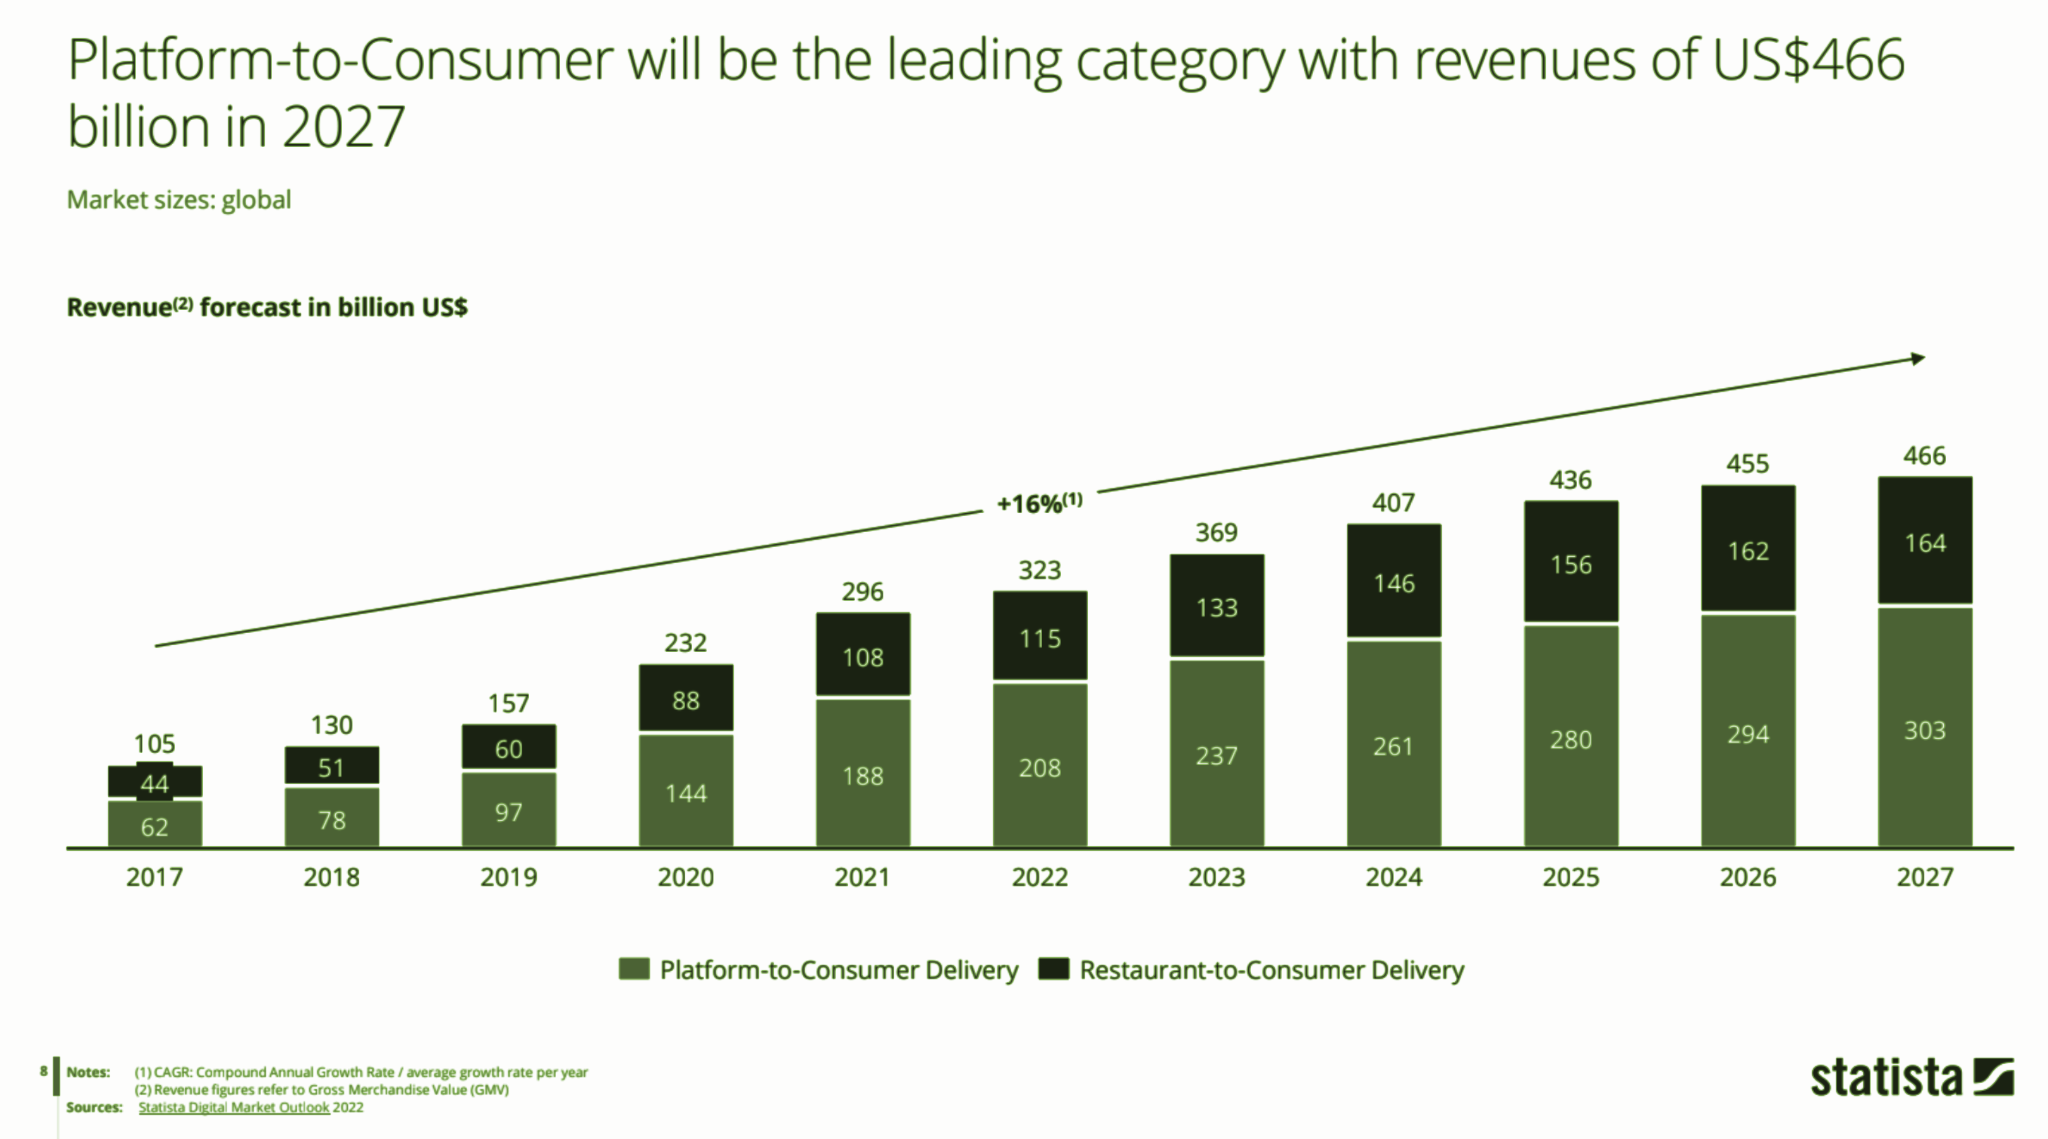 Platform-to-Consumer will be the leading category with revenues of US$466
billion in 2027
Market sizes: global
Revenue(2) forecast in billion US$
+16%(1)
105 130 157 232 296 323 369 407 436 455 466
44 51 60 88 108 115 133 146 156 162 164
62 78 97 144 188 208 237 261 280 294 303
2017 2018 2019 2020 2021 2022 2023 2024 2025 2026 2027
Platform-to-Consumer Delivery Restaurant-to-Consumer Delivery
8 Notes: (1) CAGR: Compound Annual Growth Rate / average growth rate per year
(2) Revenue figures refer to Gross Merchandise Value (GMV)
Sources: Statista Digital Market Outlook 2022
statista